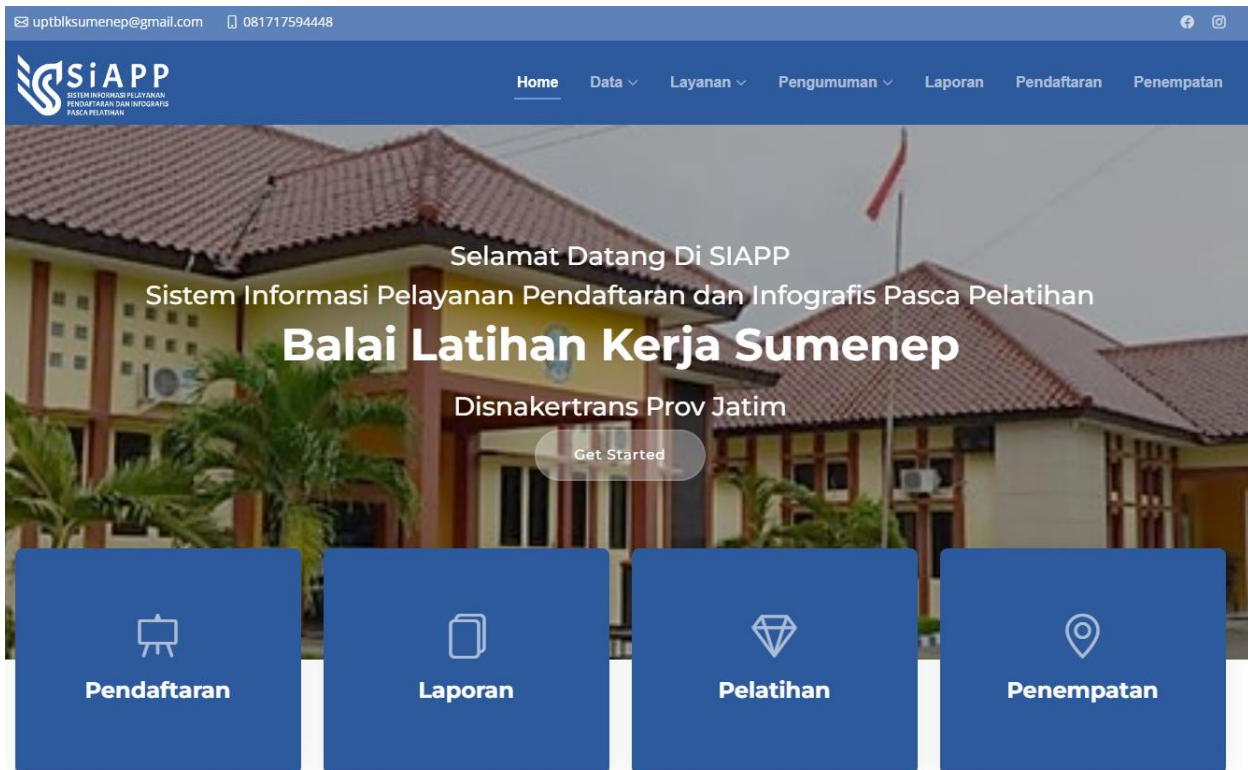 uptblksumenep@gmail.com 081717594448
SiAPP
SISTEM INFORMASI PELAYANAN
PENDAFTARAN DAN INFOGRAFIS
PASCA PELATIHAN
Home Data Layanan Pengumuman Laporan Pendaftaran Penempatan
Selamat Datang Di SIAPP
Sistem Informasi Pelayanan Pendaftaran dan Infografis Pasca Pelatihan
Balai Latihan Kerja Sumenep
Disnakertrans Prov Jatim
Get Started
Pendaftaran Laporan Pelatihan Penempatan